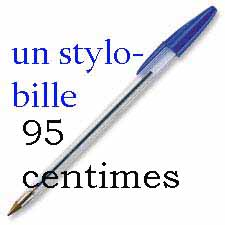 un stylo-
bille
95
centimes